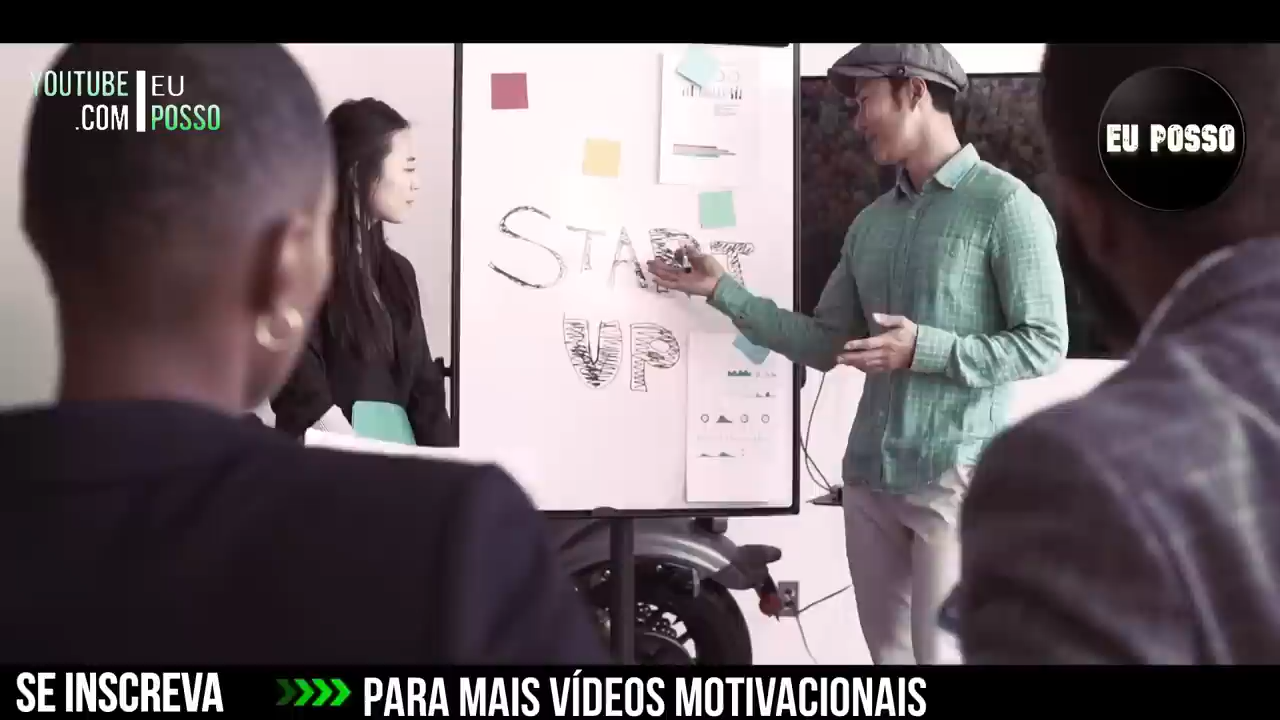 YOUTUBE
.COM
EU
POSSO
EU POSSO
START
UP
SE INSCREVA
PARA MAIS VÍDEOS MOTIVACIONAIS